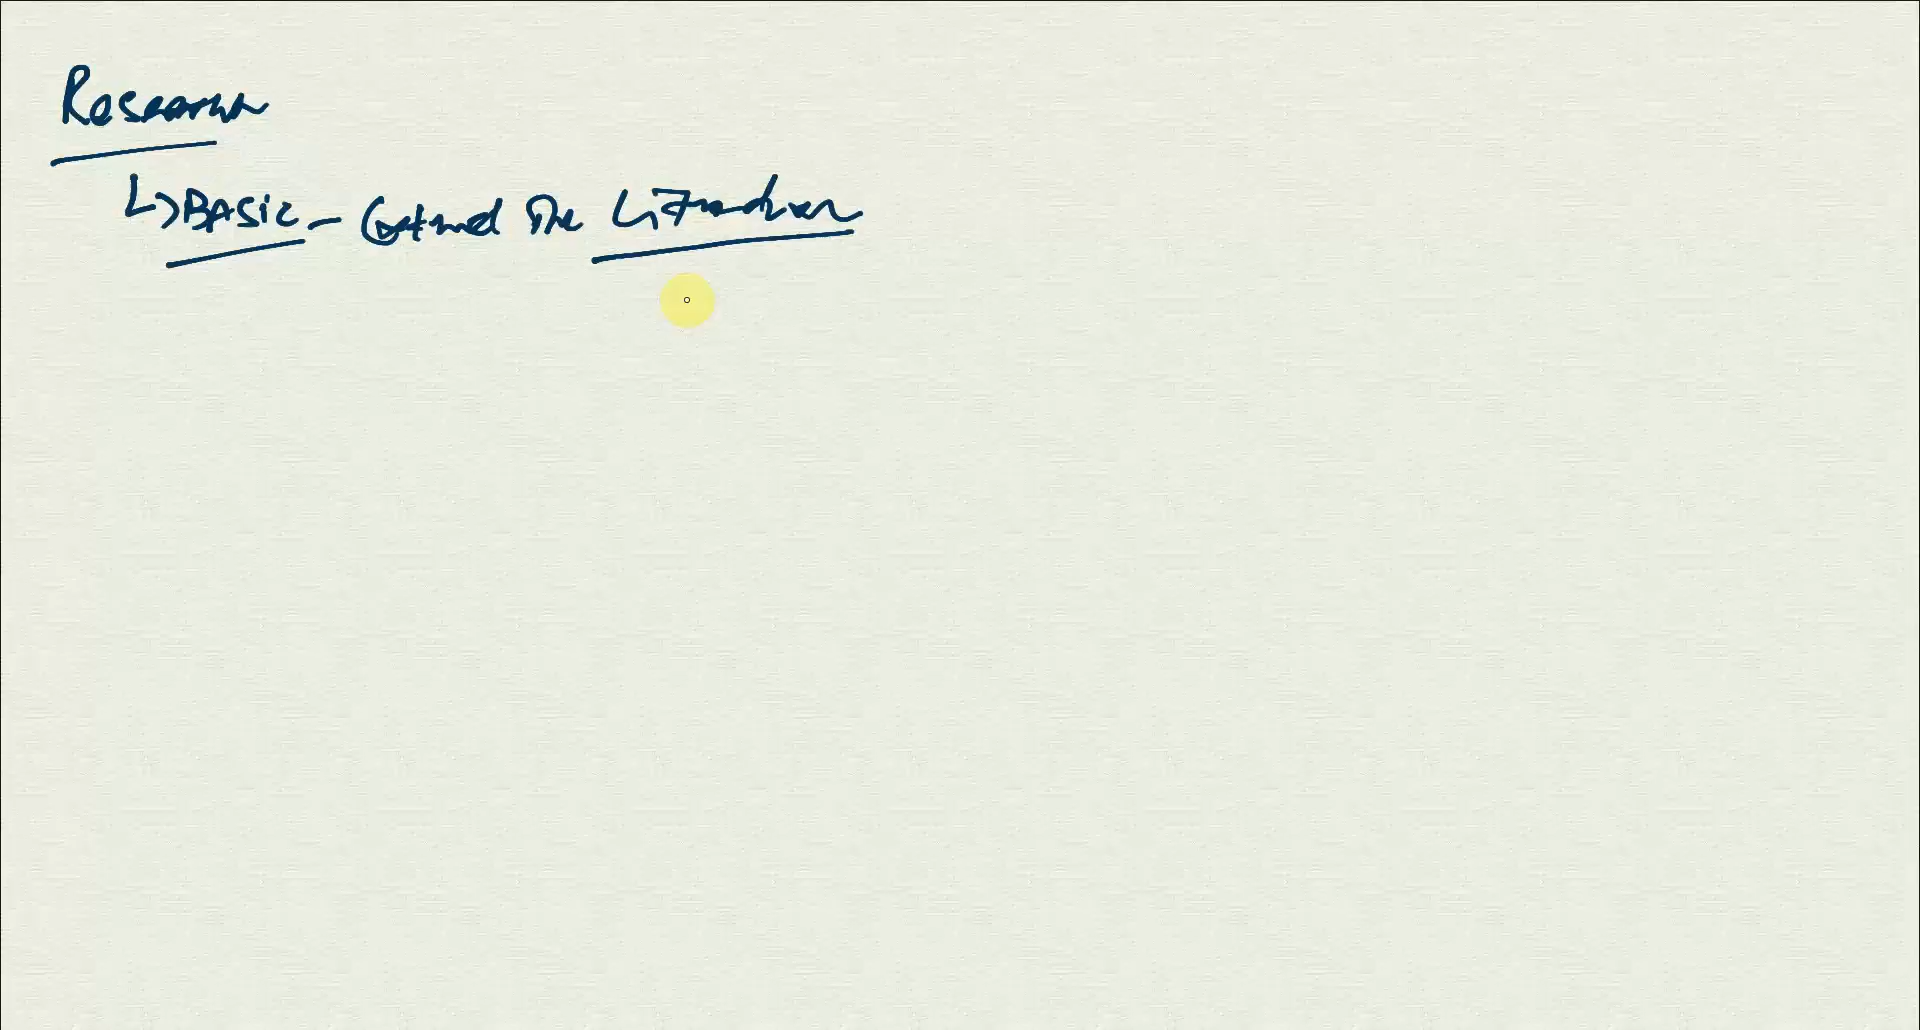 Research
↳ BASIC - Extend The Literature